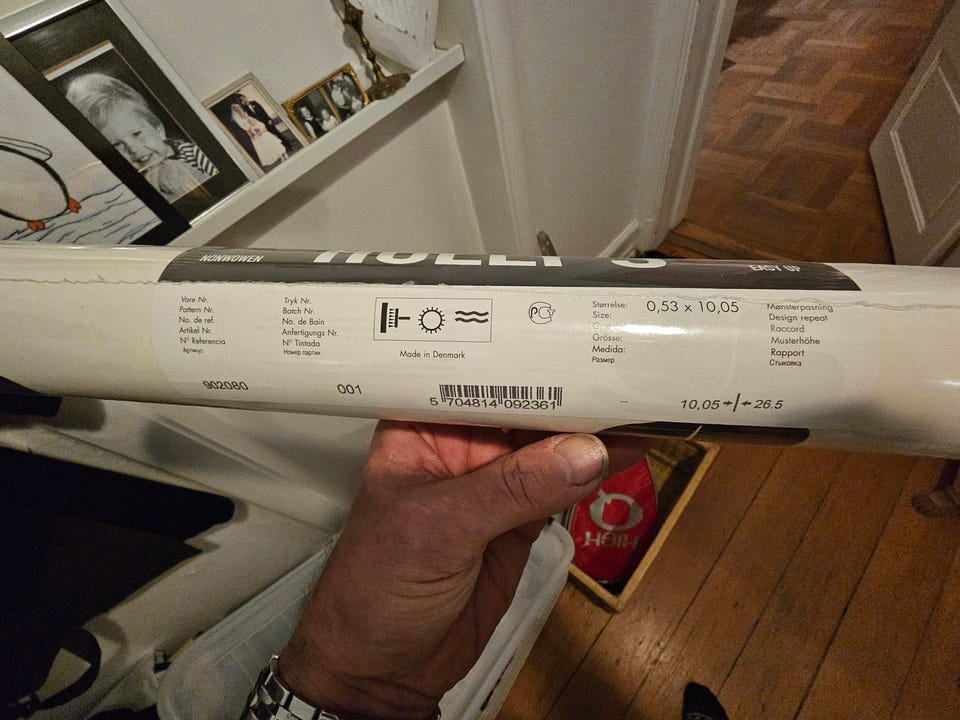 NONWOWEN
EASY UP
Vare Nr.
Pattern Nr.
No. de ref.
Artikel Nr.
Nº Referencia
Артикул
902080
Tryk Nr.
Batch Nr.
No. de Bain
Anfertigungs Nr.
Nº Tintada
Номер партии
001
Made in Denmark
5 704814 092361
Størrelse:
Size:
Grösse:
Medida:
Размер
0,53 x 10,05
Mønsterpasning
Design repeat
Raccord
Musterhöhe
Rapport
Стыковка
10,05 26.5
HIGH